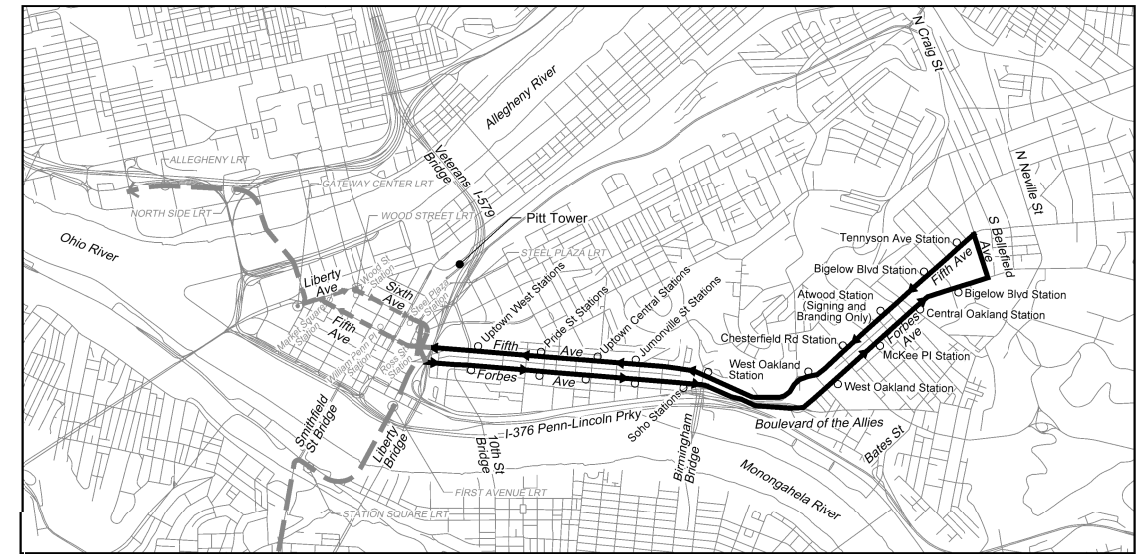 N Craig St
Allegheny River
Veterans
Bridge
I-579
ALLEGHENY LRT
GATEWAY CENTER LRT
NORTH SIDE LRT
WOOD STREET LRT
Pitt Tower
STEEL PLAZA LRT
N Neville St
S Bellefield
Ave
Ohio River
Tennyson Ave Station
Fifth Ave
Bigelow Blvd Station
Bigelow Blvd Station
Liberty
Ave
Wood St
Station
Sixth
Ave
Steel Plaza
Station
Market Square
Station
Fifth
Ave
William Penn Pl
Station
Ross St
Station
Uptown West Stations
Pride St Stations
Uptown Central Stations
Jumonville St Stations
Atwood Station
(Signing and
Branding Only)
Central Oakland Station
Forbes
Ave
Chesterfield Rd Station
McKee Pl Station
Fifth Ave
Forbes Ave
West Oakland
Station
West Oakland Station
Soho Stations
Boulevard of the Allies
I-376 Penn-Lincoln Prky
Smithfield
St Bridge
Liberty
Bridge
10th St
Bridge
Birmingham
Bridge
Bates St
Monongahela River
FIRST AVENUE LRT
STATION SQUARE LRT